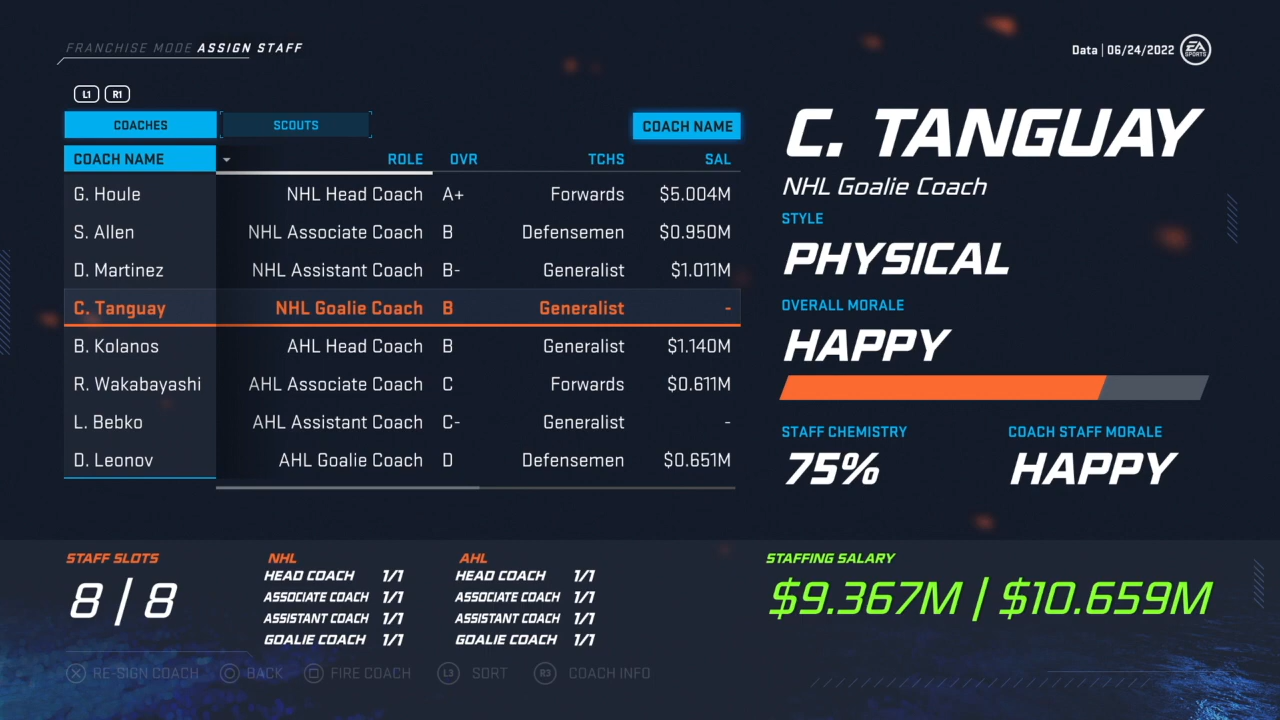 FRANCHISE MODE ASSIGN STAFF
Data | 06/24/2022
EA SPORTS
L1 R1
COACHES SCOUTS COACH NAME
COACH NAME ROLE OVR TCHS SAL
G. Houle NHL Head Coach A+ Forwards $5.004M
S. Allen NHL Associate Coach B Defensemen $0.950M
D. Martinez NHL Assistant Coach B- Generalist $1.011M
C. Tanguay NHL Goalie Coach B Generalist -
B. Kolanos AHL Head Coach B Generalist $1.140M
R. Wakabayashi AHL Associate Coach C Forwards $0.611M
L. Bebko AHL Assistant Coach C- Generalist -
D. Leonov AHL Goalie Coach D Defensemen $0.651M
C. TANGUAY
NHL Goalie Coach
STYLE
PHYSICAL
OVERALL MORALE
HAPPY
STAFF CHEMISTRY COACH STAFF MORALE
75% HAPPY
STAFF SLOTS
8 / 8
NHL
HEAD COACH 1/1
ASSOCIATE COACH 1/1
ASSISTANT COACH 1/1
GOALIE COACH 1/1
AHL
HEAD COACH 1/1
ASSOCIATE COACH 1/1
ASSISTANT COACH 1/1
GOALIE COACH 1/1
STAFFING SALARY
$9.367M | $10.659M
RE-SIGN COACH BACK FIRE COACH L3 SORT R3 COACH INFO